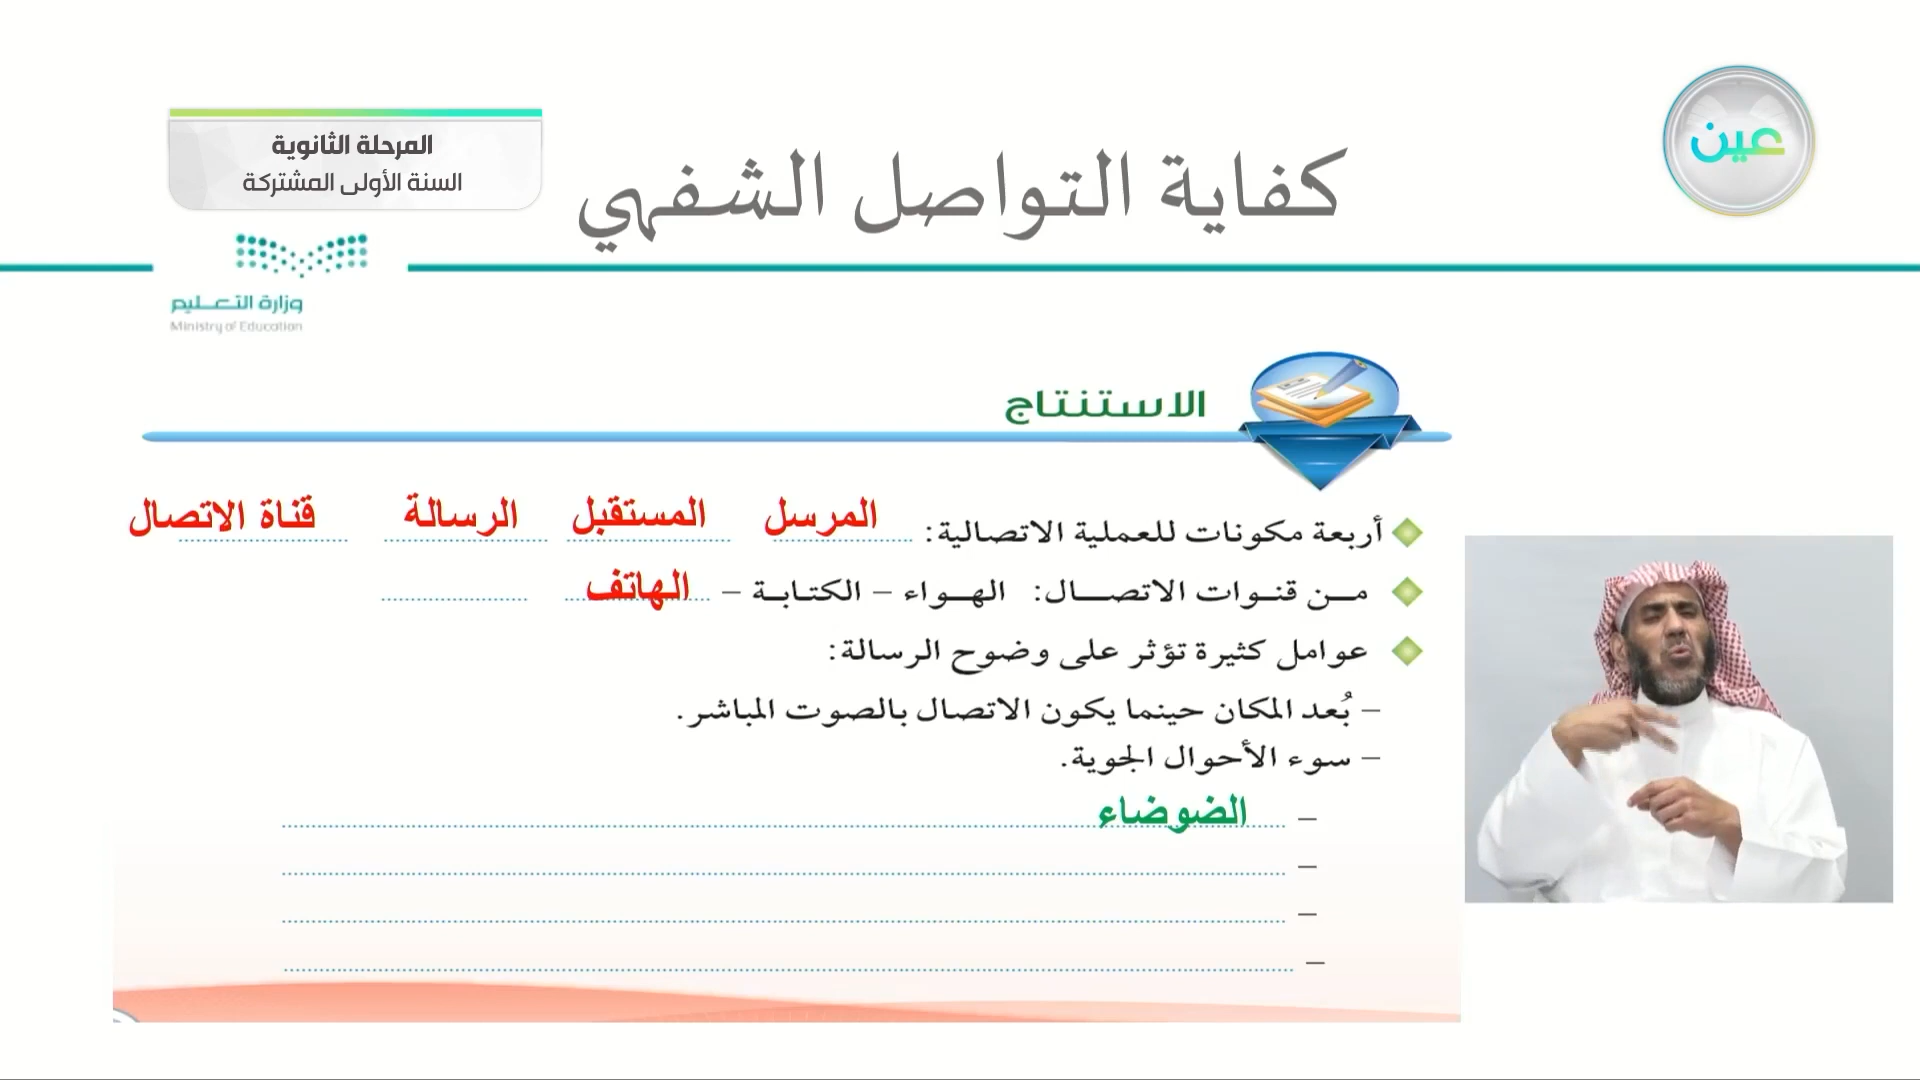 عين
كفاية التواصل الشفهي
المرحلة الثانوية
السنة الأولى المشتركة
وزارة التعليم
Ministry of Education
الاستنتاج
أربعة مكونات للعملية الاتصالية: المرسل المستقبل الرسالة قناة الاتصال
من قنوات الاتصال: الهواء – الكتابة – الهاتف
عوامل كثيرة تؤثر على وضوح الرسالة:
– بُعد المكان حينما يكون الاتصال بالصوت المباشر.
– سوء الأحوال الجوية.
– الضوضاء
–
–
–